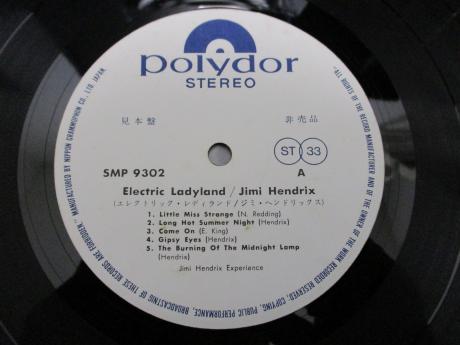 polydor
STEREO
見本盤 非売品
ST 33
SMP 9302 A
Electric Ladyland / Jimi Hendrix
(エレクトリック・レディランド/ジミ・ヘンドリックス)
1. Little Miss Strange (N. Redding)
2. Long Hot Summer Night (Hendrix)
3. Come On (E. King)
4. Gipsy Eyes (Hendrix)
5. The Burning Of The Midnight Lamp
(Hendrix)
Jimi Hendrix Experience
"ALL RIGHTS OF THE RECORD MANUFACTURER AND OF THE OWNER OF THE WORK RECORDED RESERVED. COPYING, PUBLIC PERFORMANCE, BROADCASTING OF THESE RECORDS ARE FORBIDDEN." MANUFACTURED BY NIPPON GRAMMOPHON CO., LTD. JAPAN.